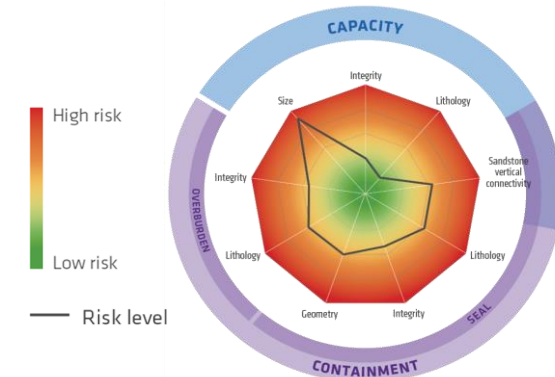 CAPACITY
Integrity
Size
Lithology
High risk
Integrity
Sandstone
vertical
connectivity
OVERBURDEN
Lithology
Lithology
Low risk
Risk level
Geometry
Integrity
SEAL
CONTAINMENT